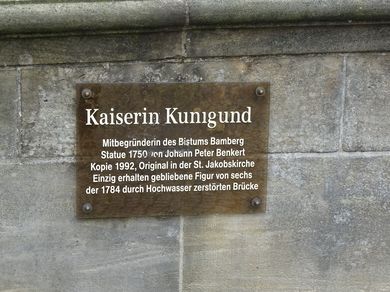 Kaiserin Kunigund
Mitbegründerin des Bistums Bamberg
Statue 1750 von Johann Peter Benkert
Kopie 1992, Original in der St. Jakobskirche
Einzig erhalten gebliebene Figur von sechs
der 1784 durch Hochwasser zerstörten Brücke